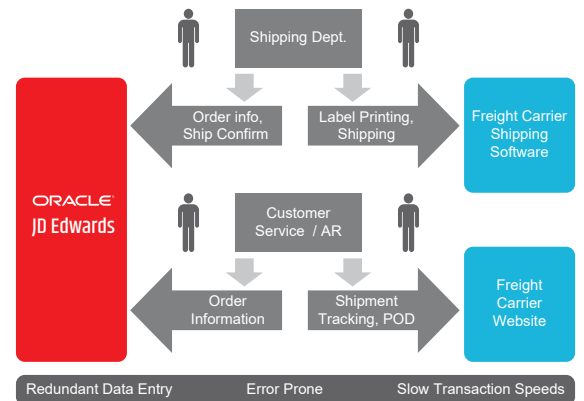 Shipping Dept.
Order info,
Ship Confirm
Label Printing,
Shipping
Freight Carrier
Shipping
Software
ORACLE®
JD Edwards
Customer
Service / AR
Order
Information
Shipment
Tracking, POD
Freight
Carrier
Website
Redundant Data Entry Error Prone Slow Transaction Speeds